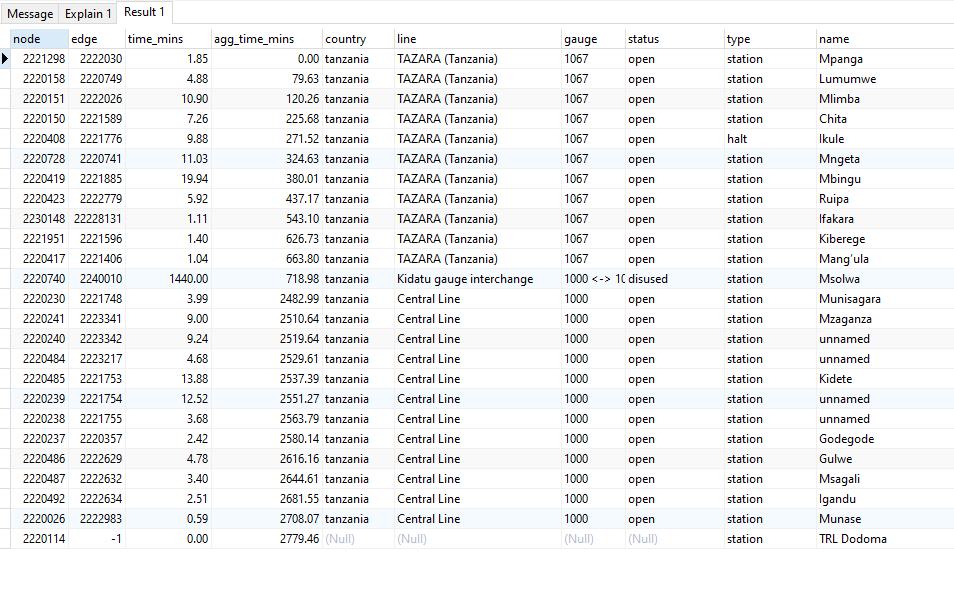 Message Explain 1 Result 1
node edge time_mins agg_time_mins country line gauge status type name
2221298 2222030 1.85 0.00 tanzania TAZARA (Tanzania) 1067 open station Mpanga
2220158 2220749 4.88 79.63 tanzania TAZARA (Tanzania) 1067 open station Lumumwe
2220151 2222026 10.90 120.26 tanzania TAZARA (Tanzania) 1067 open station Mlimba
2220150 2221589 7.26 225.68 tanzania TAZARA (Tanzania) 1067 open station Chita
2220408 2221776 9.88 271.52 tanzania TAZARA (Tanzania) 1067 open halt Ikule
2220728 2220741 11.03 324.63 tanzania TAZARA (Tanzania) 1067 open station Mngeta
2220419 2221885 19.94 380.01 tanzania TAZARA (Tanzania) 1067 open station Mbingu
2220423 2222779 5.92 437.17 tanzania TAZARA (Tanzania) 1067 open station Ruipa
2230148 22228131 1.11 543.10 tanzania TAZARA (Tanzania) 1067 open station Ifakara
2221951 2221596 1.40 626.73 tanzania TAZARA (Tanzania) 1067 open station Kiberege
2220417 2221406 1.04 663.80 tanzania TAZARA (Tanzania) 1067 open station Mang'ula
2220740 2240010 1440.00 718.98 tanzania Kidatu gauge interchange 1000 <-> 10 disused station Msolwa
2220230 2221748 3.99 2482.99 tanzania Central Line 1000 open station Munisagara
2220241 2223341 9.00 2510.64 tanzania Central Line 1000 open station Mzaganza
2220240 2223342 9.24 2519.64 tanzania Central Line 1000 open station unnamed
2220484 2223217 4.68 2529.61 tanzania Central Line 1000 open station unnamed
2220485 2221753 13.88 2537.39 tanzania Central Line 1000 open station Kidete
2220239 2221754 12.52 2551.27 tanzania Central Line 1000 open station unnamed
2220238 2221755 3.68 2563.79 tanzania Central Line 1000 open station unnamed
2220237 2220357 2.42 2580.14 tanzania Central Line 1000 open station Godegode
2220486 2222629 4.78 2616.16 tanzania Central Line 1000 open station Gulwe
2220487 2222632 3.40 2644.61 tanzania Central Line 1000 open station Msagali
2220492 2222634 2.51 2681.55 tanzania Central Line 1000 open station Igandu
2220026 2222983 0.59 2708.07 tanzania Central Line 1000 open station Munase
2220114 -1 0.00 2779.46 (Null) (Null) (Null) (Null) station TRL Dodoma